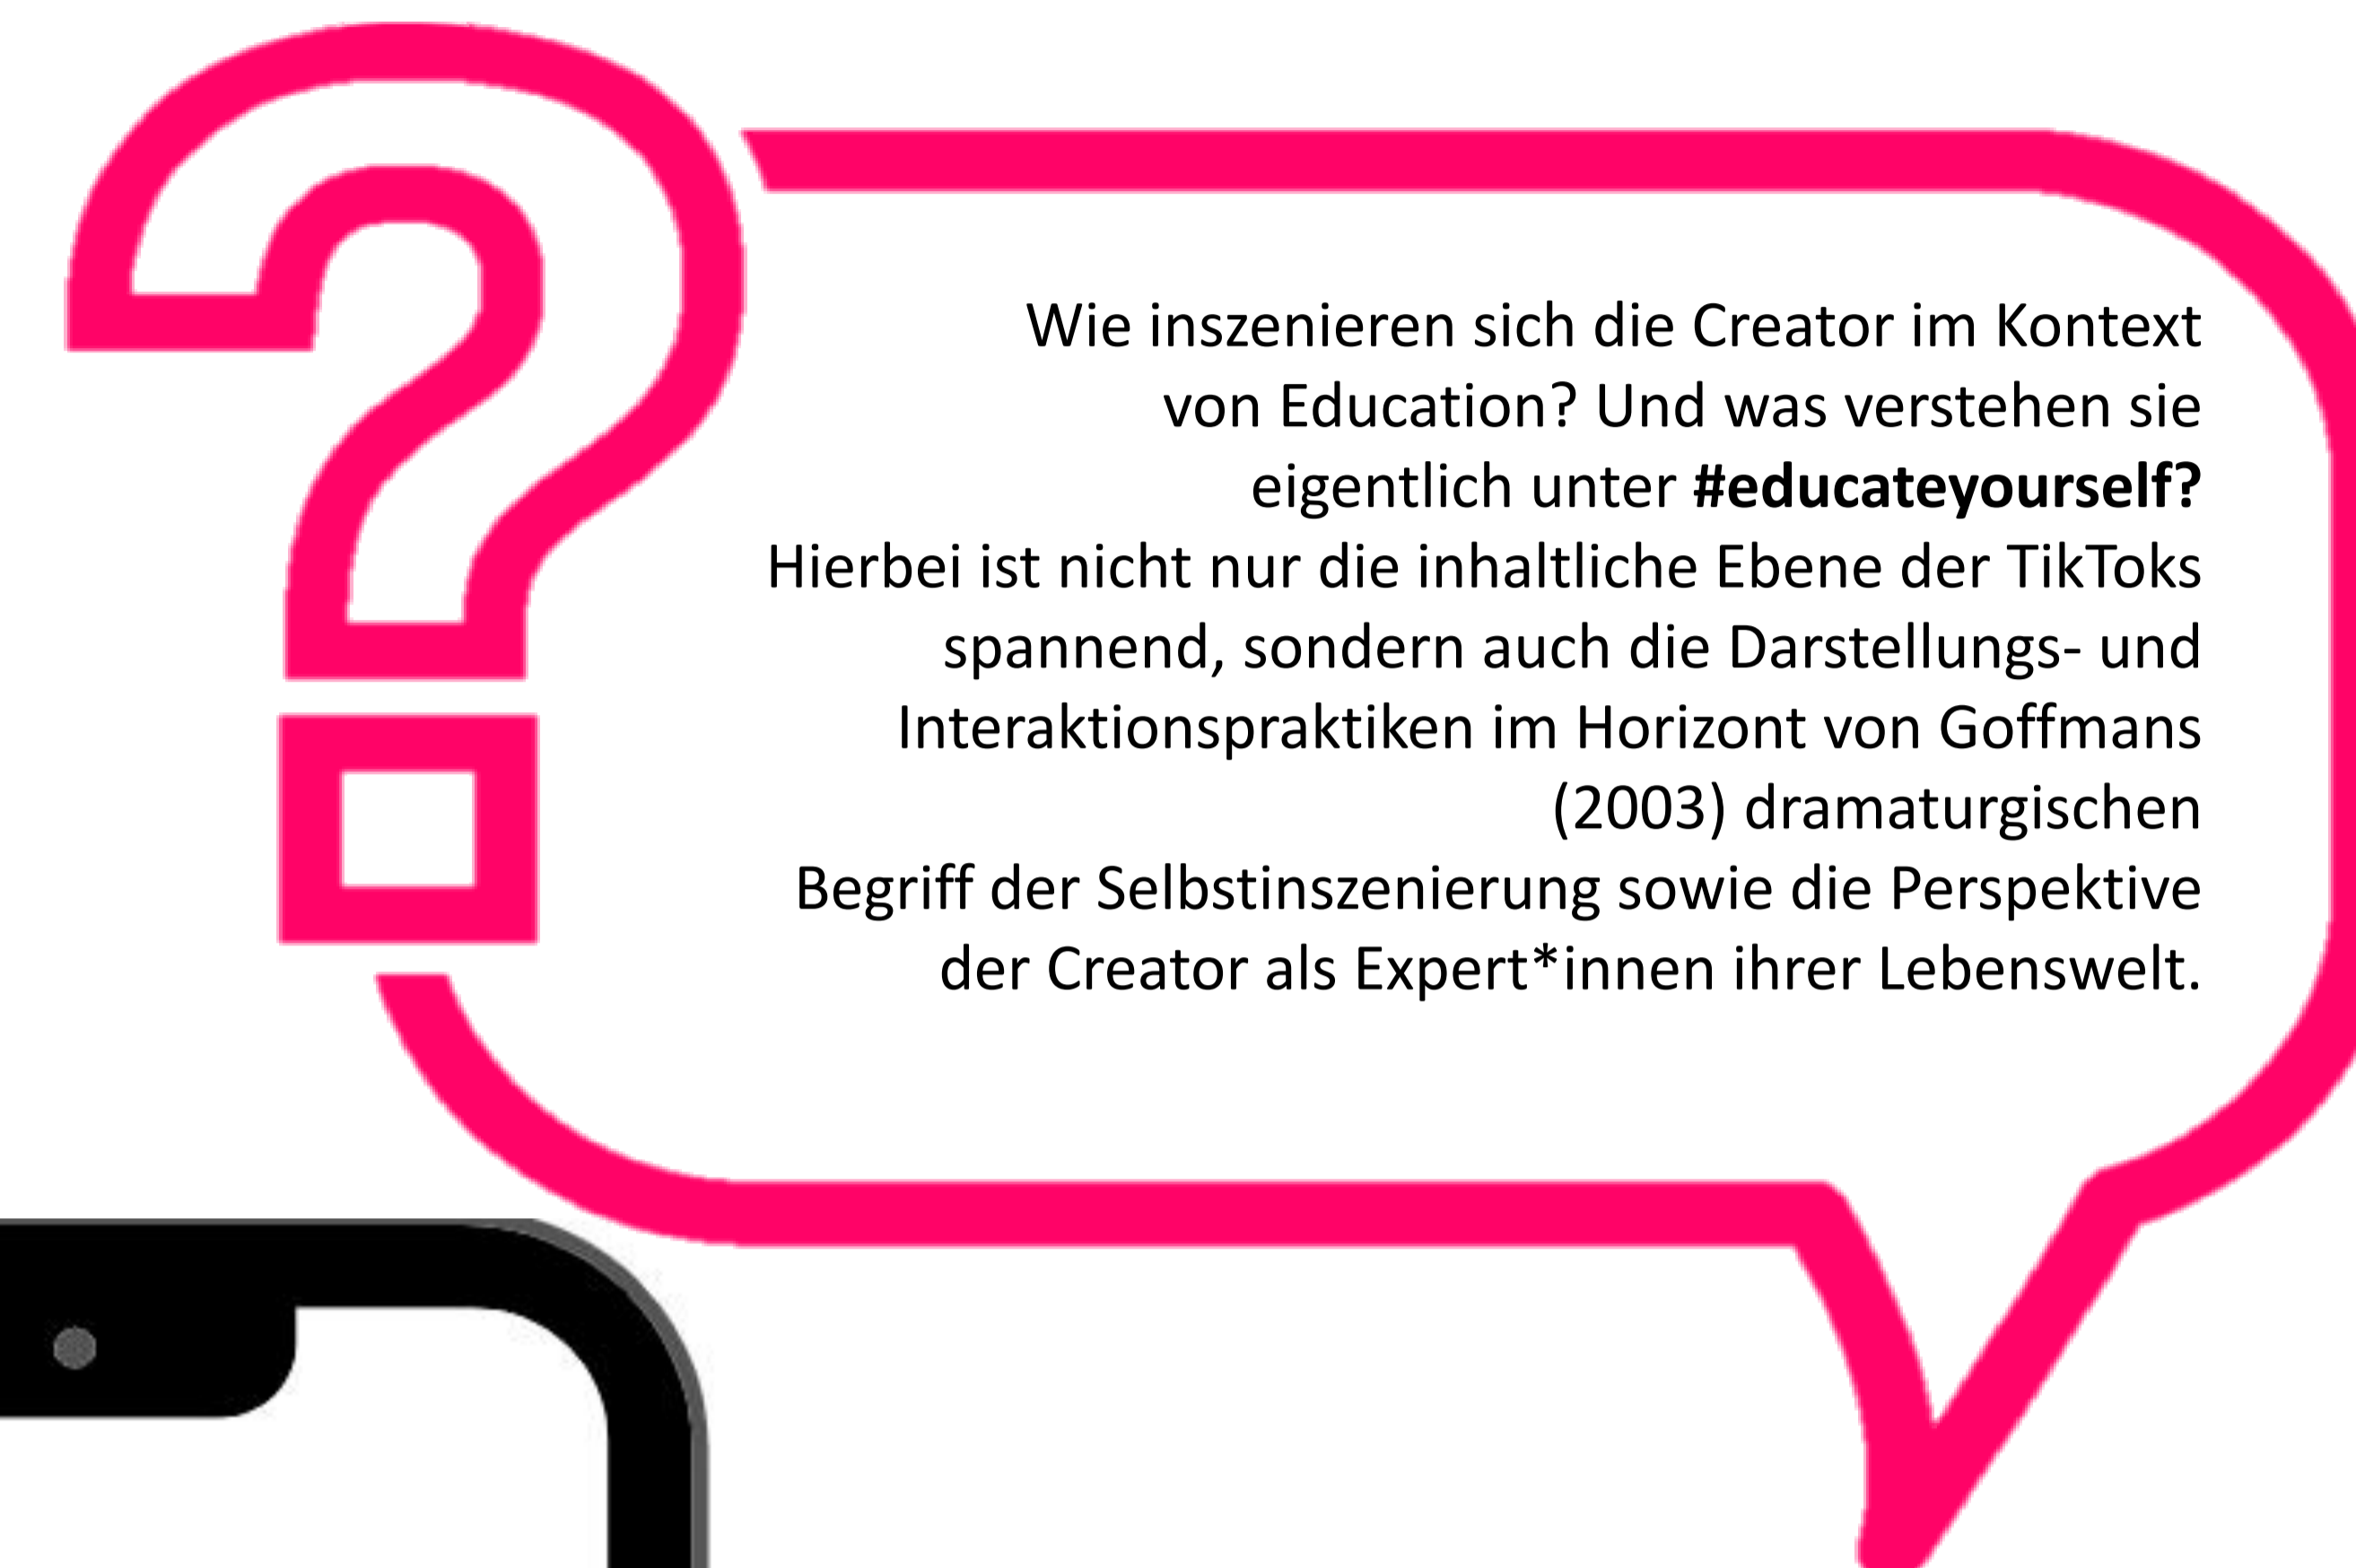 Wie inszenieren sich die Creator im Kontext
von Education? Und was verstehen sie
eigentlich unter #educateyourself?
Hierbei ist nicht nur die inhaltliche Ebene der TikToks
spannend, sondern auch die Darstellungs- und
Interaktionspraktiken im Horizont von Goffmans
(2003) dramaturgischen
Begriff der Selbstinszenierung sowie die Perspektive
der Creator als Expert*innen ihrer Lebenswelt.